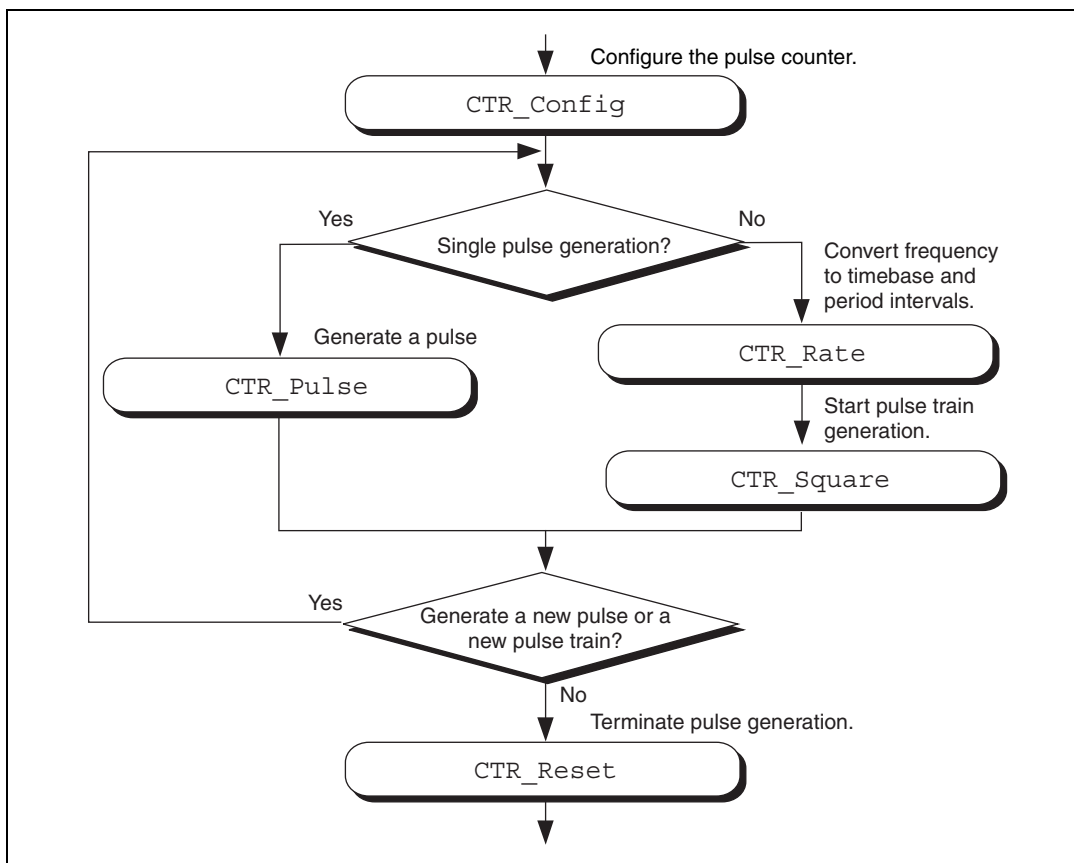 Configure the pulse counter.
CTR_Config
Yes
No
Single pulse generation?
Convert frequency
to timebase and
period intervals.
Generate a pulse
CTR_Pulse
CTR_Rate
Start pulse train
generation.
CTR_Square
Yes
Generate a new pulse or a
new pulse train?
No
Terminate pulse generation.
CTR_Reset